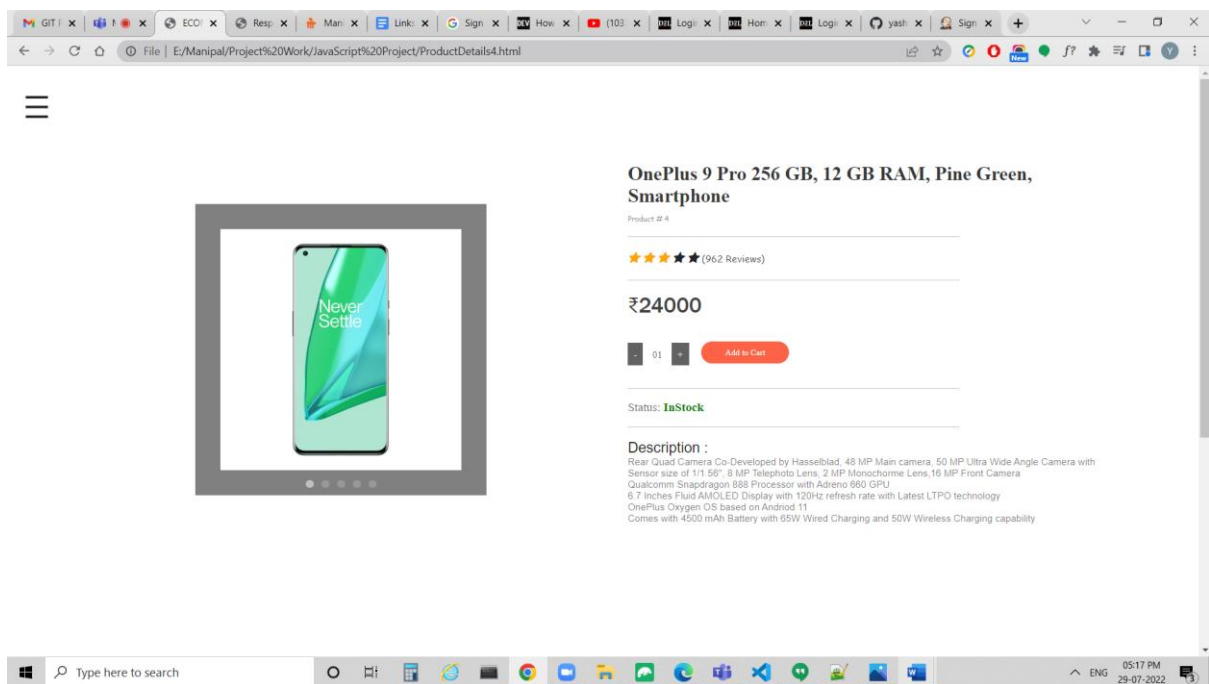 GIT F
ECO
Resp
Man
Link:
Sign
DEV How
(103
D2L Logi
D2L Hom
D2L Logi
yash
Sign
File | E:/Manipal/Project%20Work/JavaScript%20Project/ProductDetails4.html
New
f?
Y
OnePlus 9 Pro 256 GB, 12 GB RAM, Pine Green,
Smartphone
Product # 4
(962 Reviews)
₹24000
- 01 + Add to Cart
Status: InStock
Never
Settle
Description :
Rear Quad Camera Co-Developed by Hasselblad, 48 MP Main camera, 50 MP Ultra Wide Angle Camera with
Sensor size of 1/1.56", 8 MP Telephoto Lens, 2 MP Monochorme Lens,16 MP Front Camera
Qualcomm Snapdragon 888 Processor with Adreno 660 GPU
6.7 Inches Fluid AMOLED Display with 120Hz refresh rate with Latest LTPO technology
OnePlus Oxygen OS based on Andriod 11
Comes with 4500 mAh Battery with 65W Wired Charging and 50W Wireless Charging capability
Type here to search
ENG
05:17 PM
29-07-2022
3